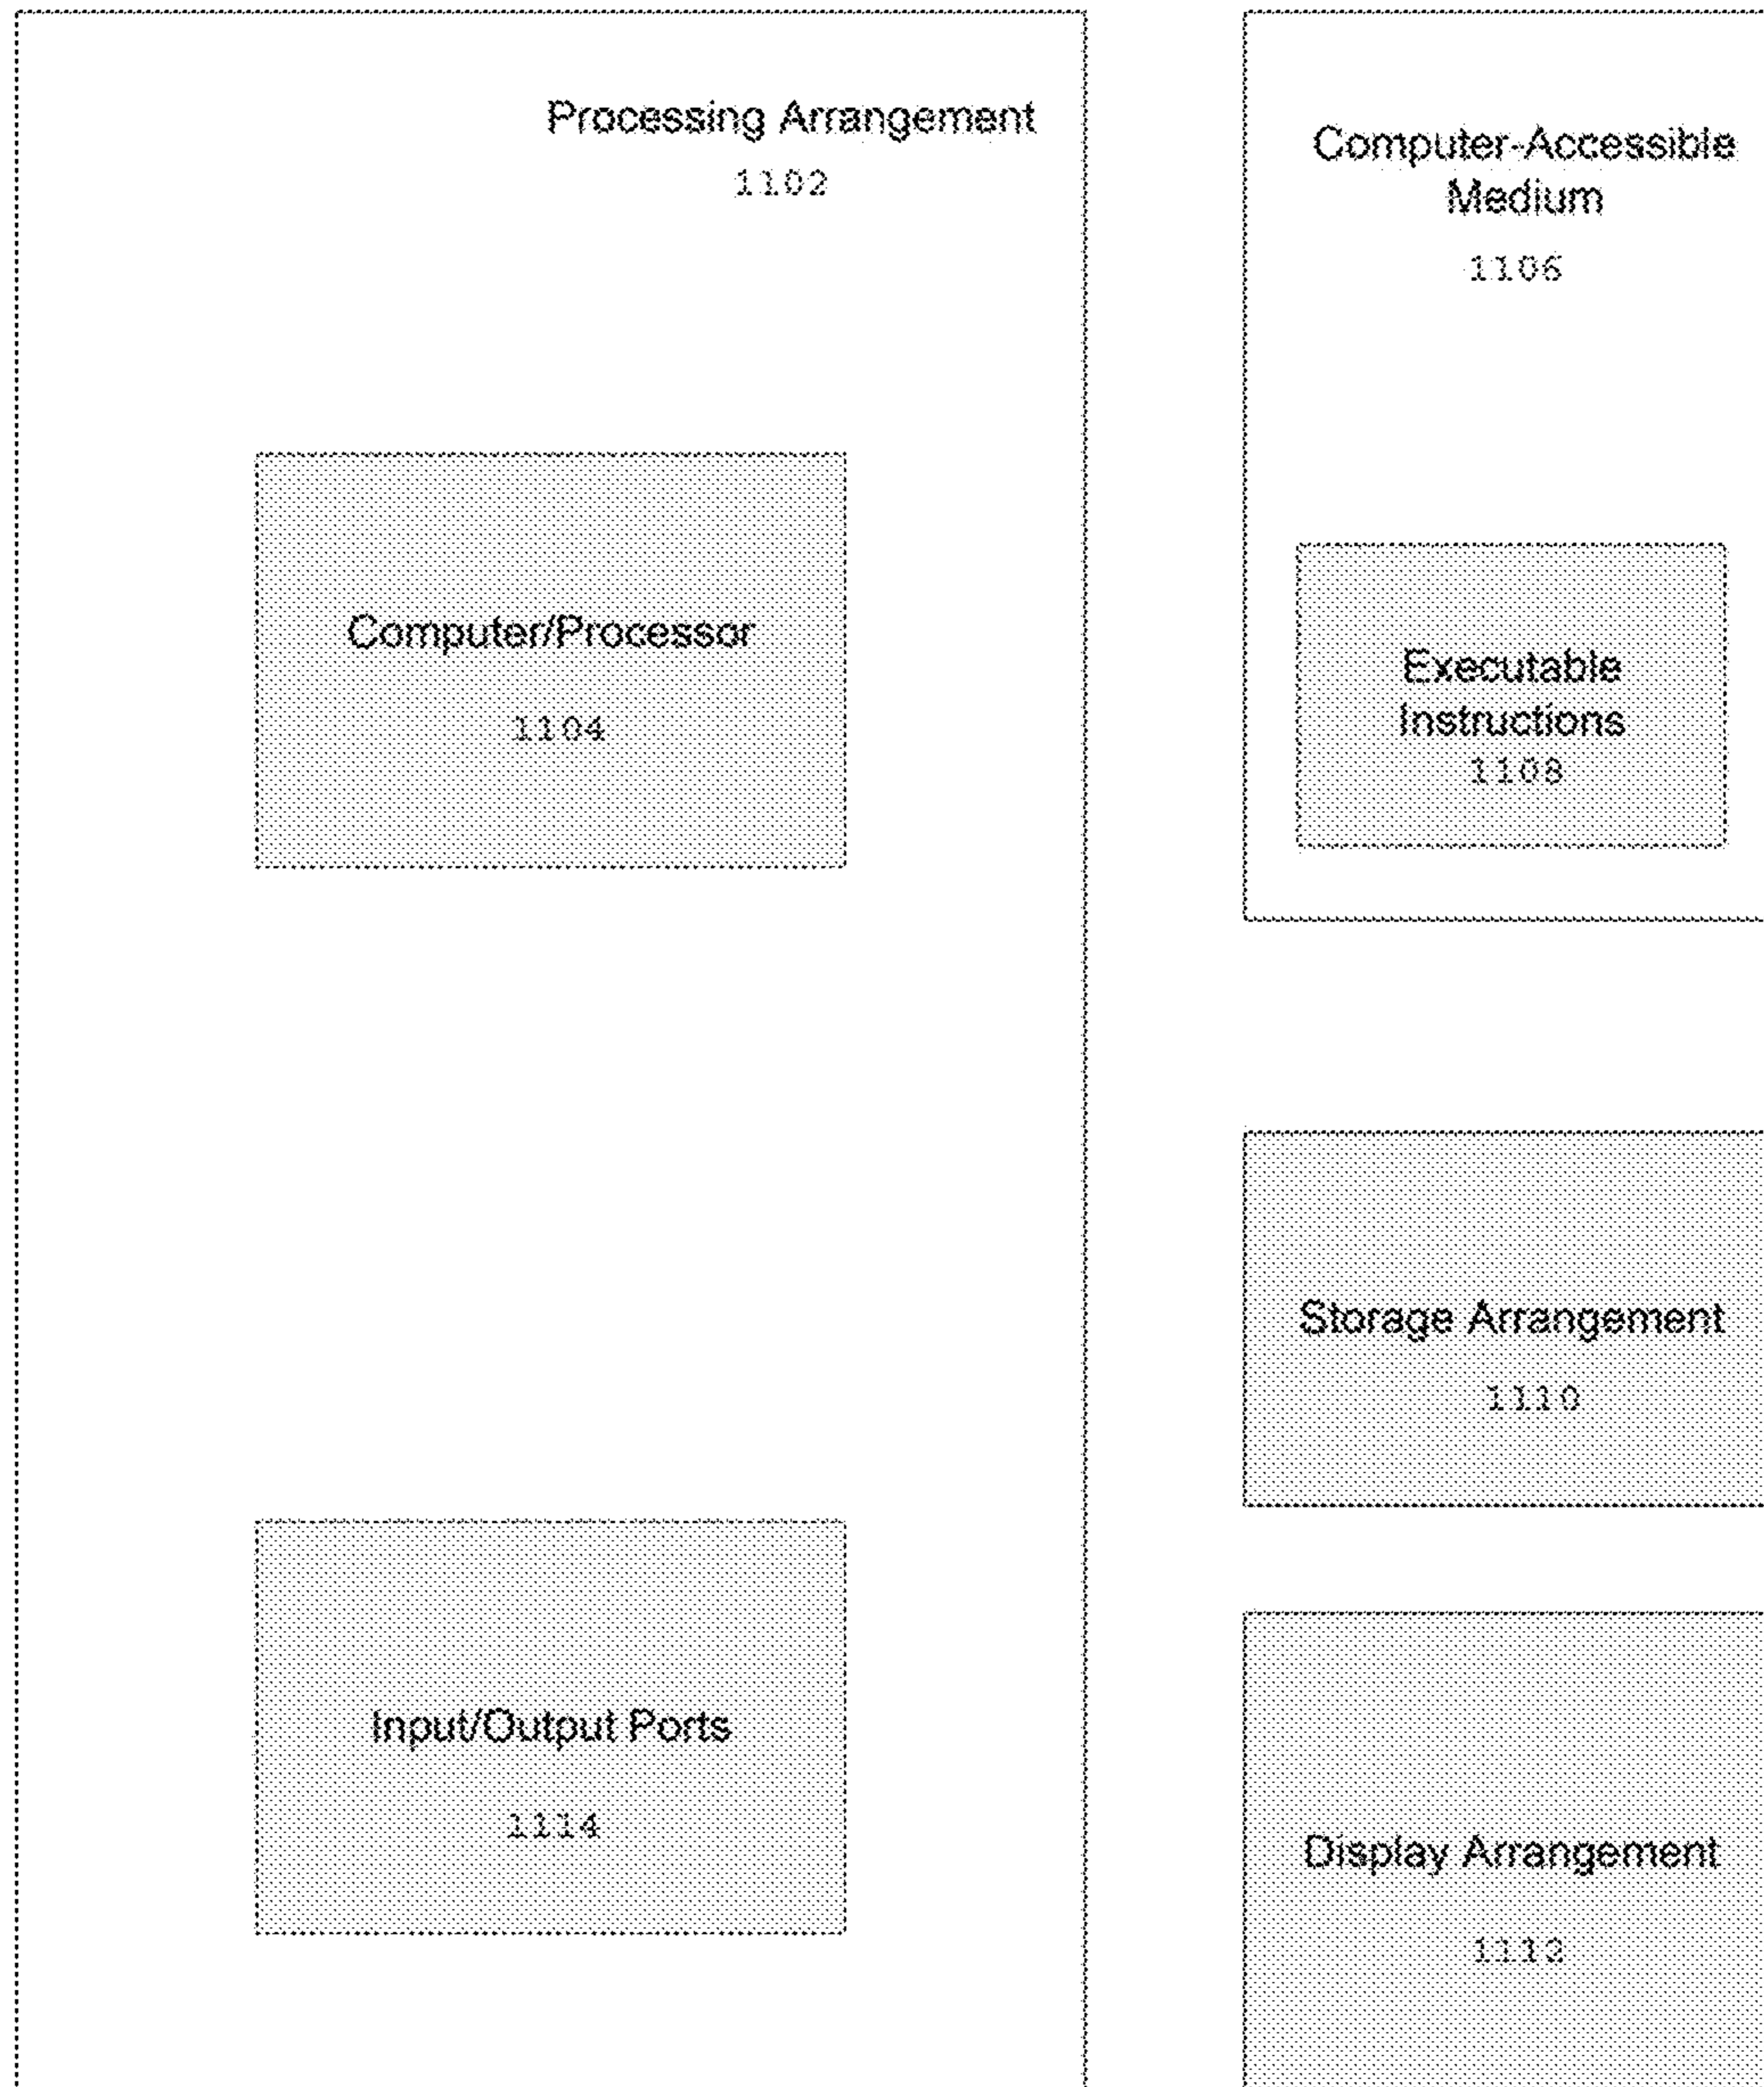 Processing Arrangement
1102
Computer/Processor
1104
Input/Output Ports
1114
Computer-Accessible
Medium
1106
Executable
Instructions
1108
Storage Arrangement
1110
Display Arrangement
1112